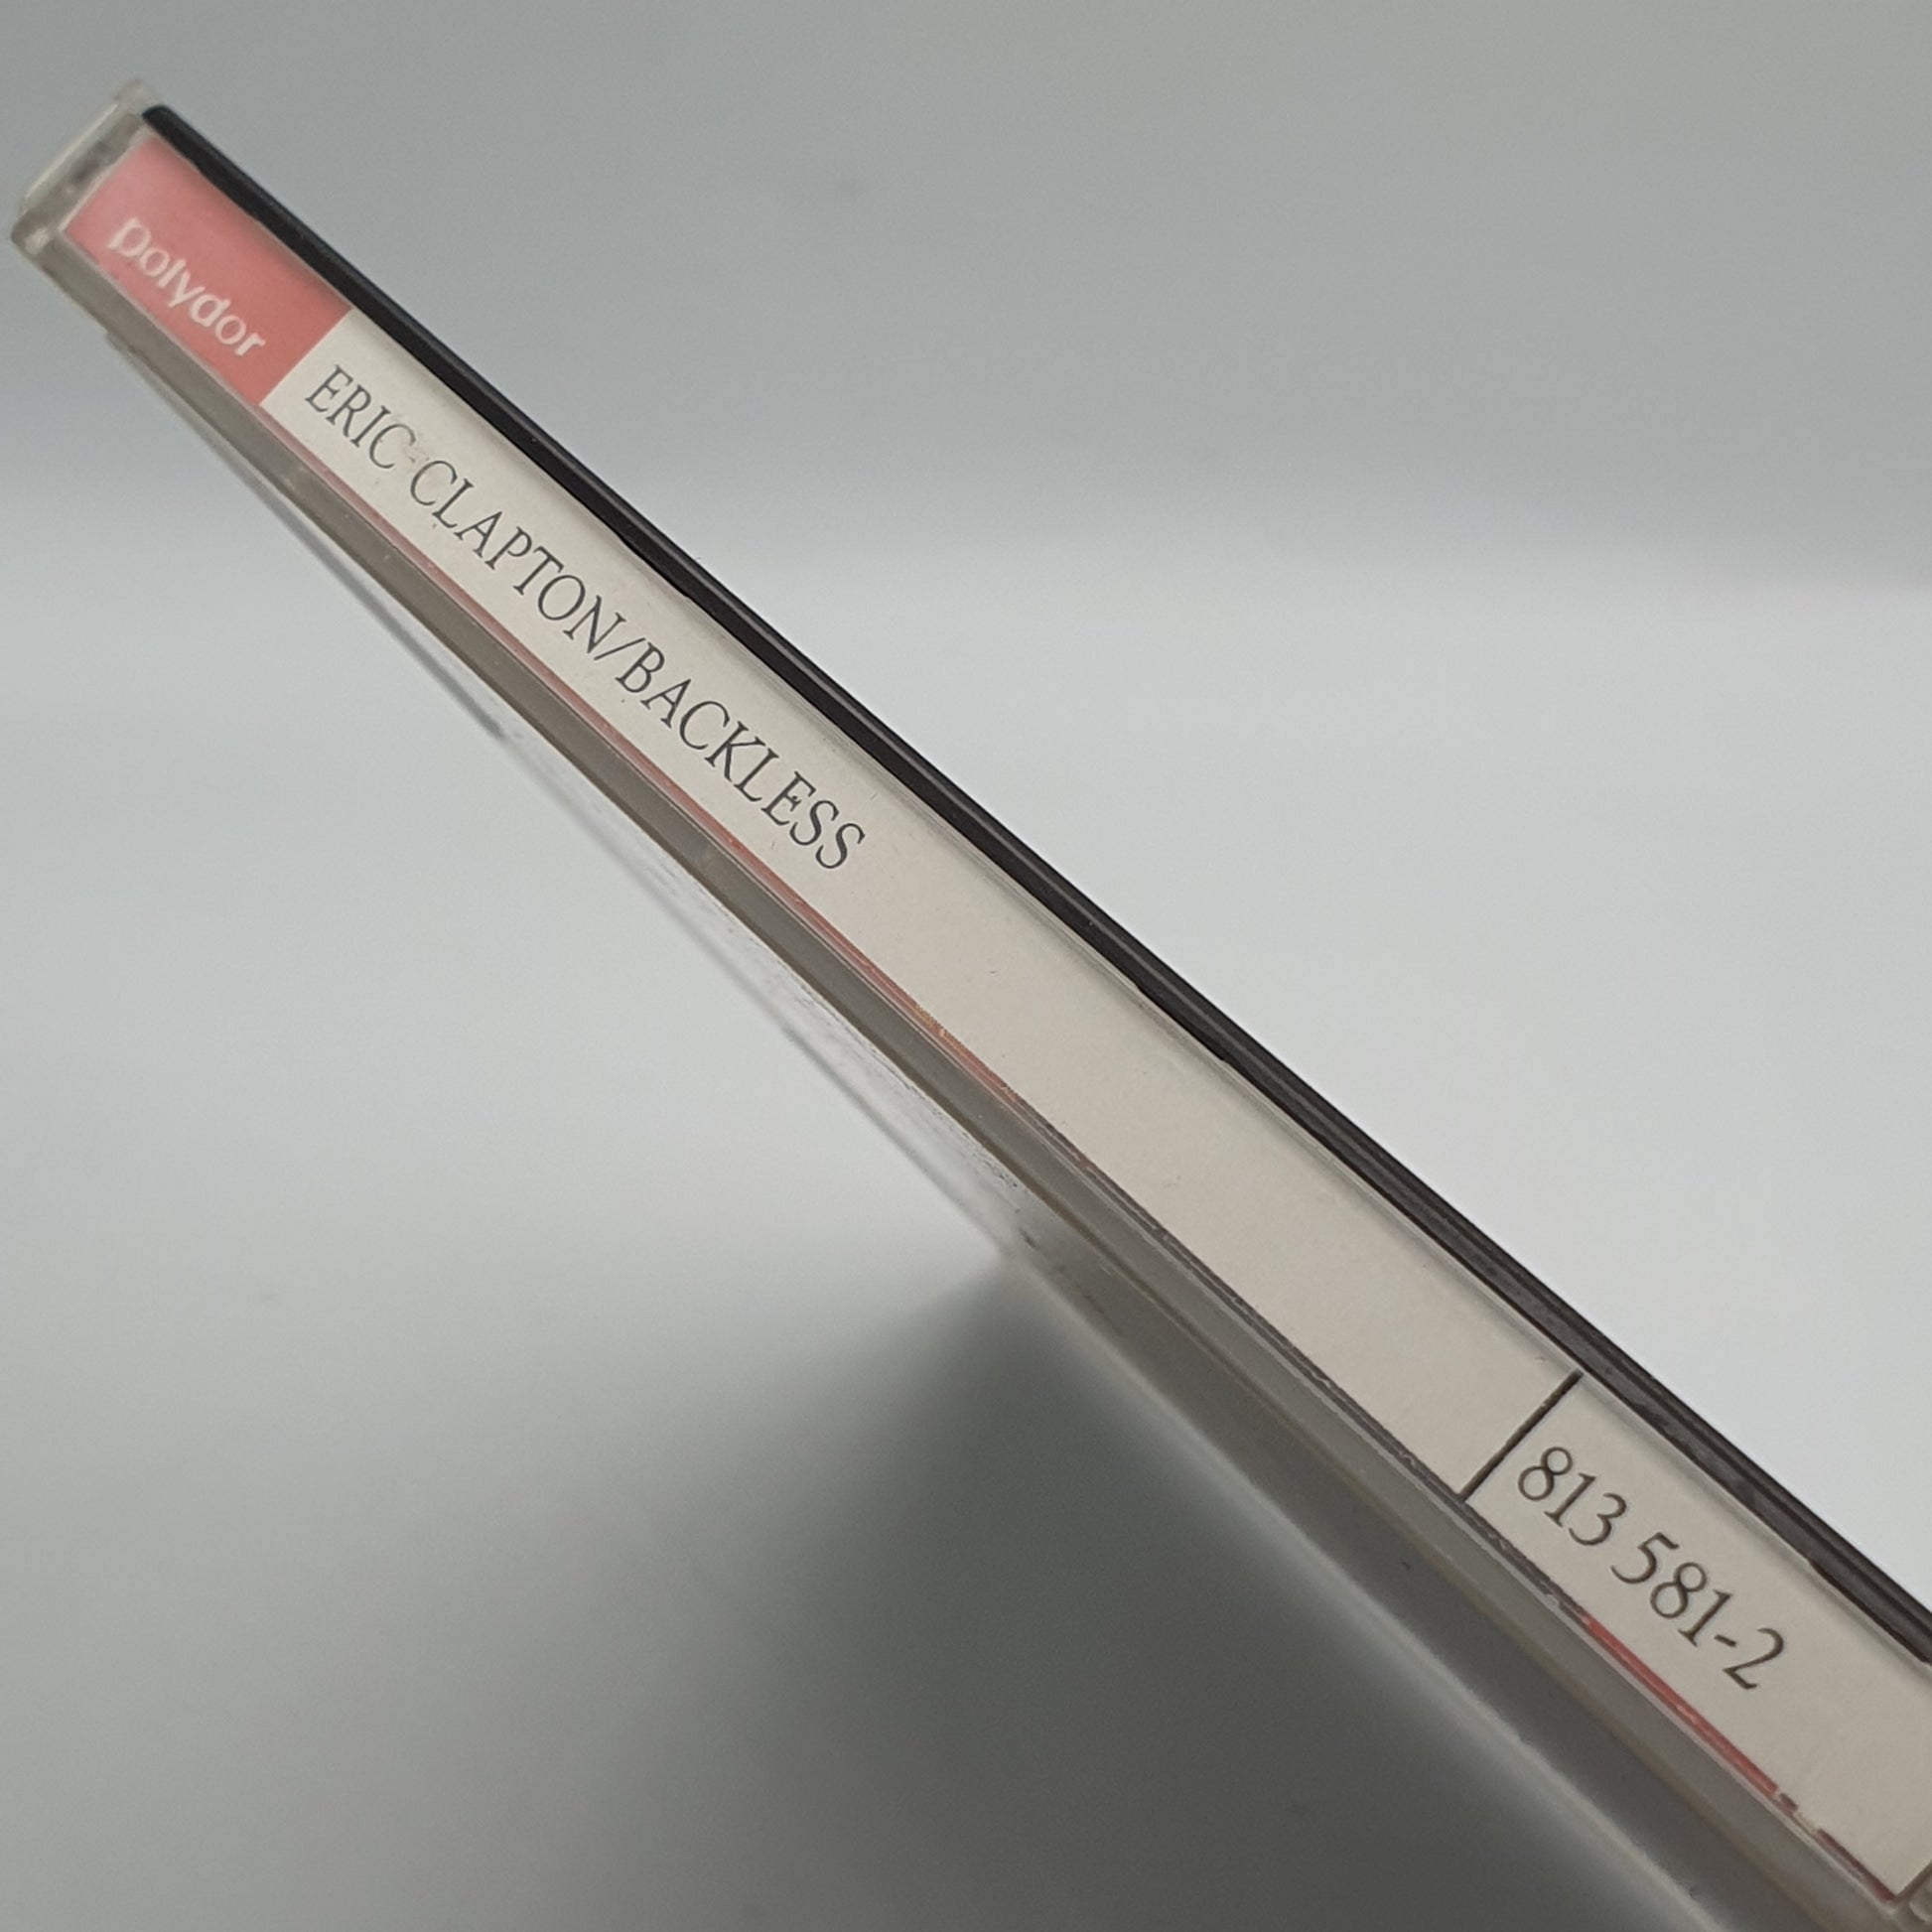 polydor
ERIC CLAPTON/BACKLESS
813 581-2